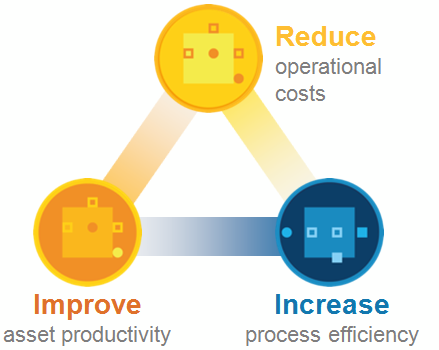 Reduce
operational
costs
Improve
asset productivity
Increase
process efficiency